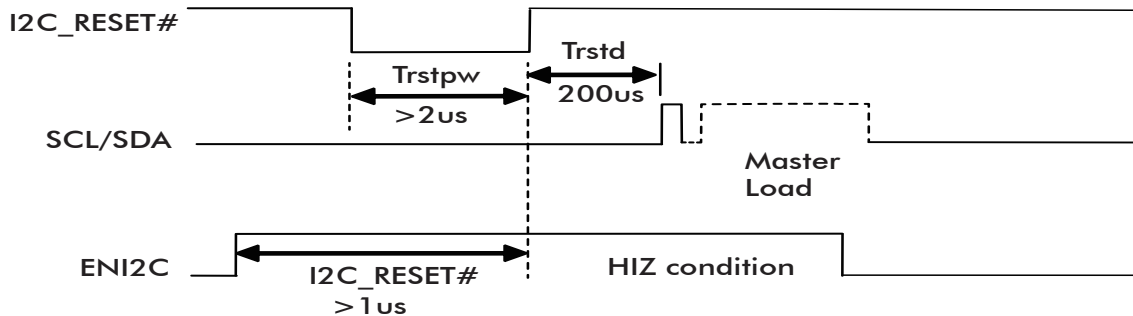 I2C_RESET#
Trstpw
Trstd
>2us
200us
SCL/SDA
Master
Load
ENI2C
I2C_RESET#
HIZ condition
>1us